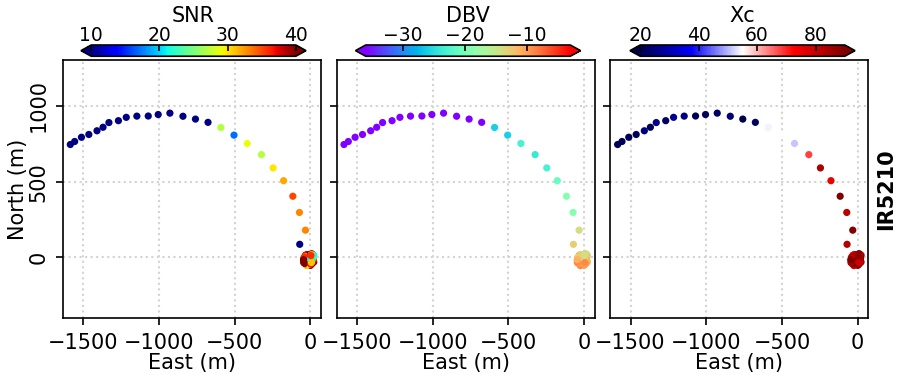 SNR DBV Xc
10 20 30 40 −30 −20 −10 20 40 60 80
1000
500
0
North (m)
IR5210
−1500 −1000 −500 0 −1500 −1000 −500 0 −1500 −1000 −500 0
East (m) East (m) East (m)